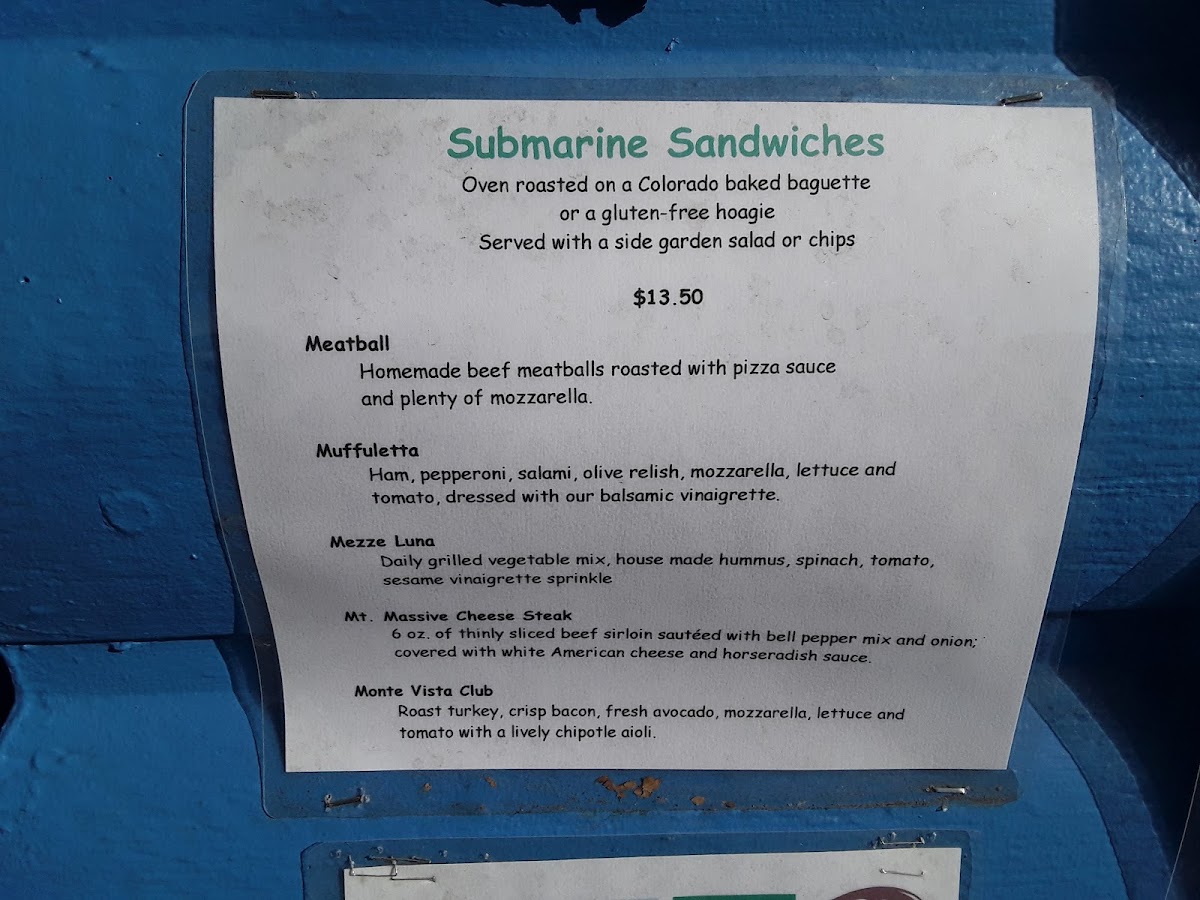 Submarine Sandwiches
Oven roasted on a Colorado baked baguette
or a gluten-free hoagie
Served with a side garden salad or chips
$13.50
Meatball
Homemade beef meatballs roasted with pizza sauce
and plenty of mozzarella.
Muffuletta
Ham, pepperoni, salami, olive relish, mozzarella, lettuce and
tomato, dressed with our balsamic vinaigrette.
Mezze Luna
Daily grilled vegetable mix, house made hummus, spinach, tomato,
sesame vinaigrette sprinkle
Mt. Massive Cheese Steak
6 oz. of thinly sliced beef sirloin sautéed with bell pepper mix and onion;
covered with white American cheese and horseradish sauce.
Monte Vista Club
Roast turkey, crisp bacon, fresh avocado, mozzarella, lettuce and
tomato with a lively chipotle aioli.